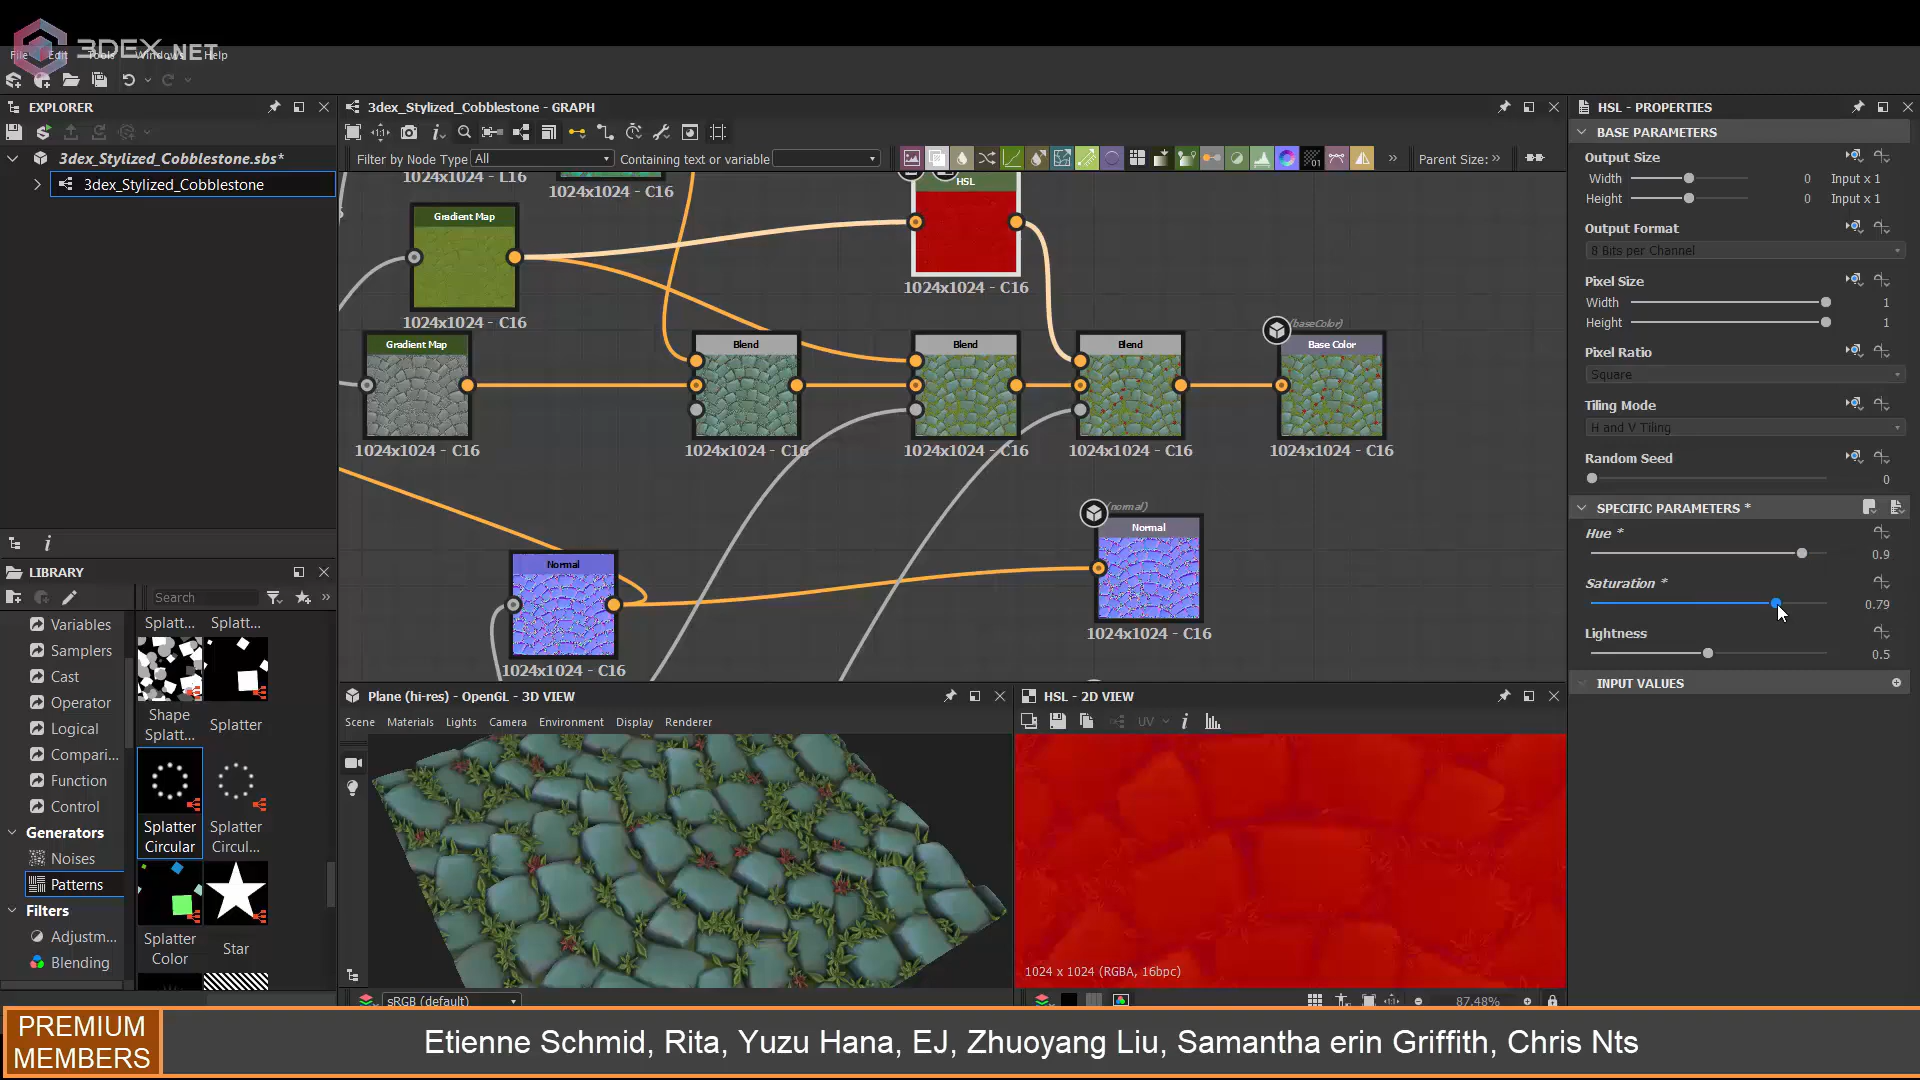 3DEX.NET
File Edit Tools Windows Help
EXPLORER
3dex_Stylized_Cobblestone.sbs*
3dex_Stylized_Cobblestone
LIBRARY
Search
Variables
Samplers
Cast
Operator
Logical
Compari...
Function
Control
Generators
Noises
Patterns
Filters
Adjustm...
Blending
Splatt... Splatt...
Shape Splatt...
Splatter
Splatter Circular
Splatter Circul...
Splatter Color
Star
3dex_Stylized_Cobblestone - GRAPH
Filter by Node Type All Containing text or variable
Parent Size:
1024x1024 - L16
1024x1024 - C16
HSL
1024x1024 - C16
Gradient Map
1024x1024 - C16
Gradient Map
1024x1024 - C16
Blend
1024x1024 - C16
Blend
1024x1024 - C16
Blend
1024x1024 - C16
(baseColor)
Base Color
1024x1024 - C16
Normal
1024x1024 - C16
(normal)
Normal
1024x1024 - C16
Plane (hi-res) - OpenGL - 3D VIEW
Scene Materials Lights Camera Environment Display Renderer
sRGB (default)
HSL - 2D VIEW
UV
1024 x 1024 (RGBA, 16bpc)
87.48%
HSL - PROPERTIES
BASE PARAMETERS
Output Size
Width 0 Input x 1
Height 0 Input x 1
Output Format
8 Bits per Channel
Pixel Size
Width 1
Height 1
Pixel Ratio
Square
Tiling Mode
H and V Tiling
Random Seed
0
SPECIFIC PARAMETERS *
Hue *
0.9
Saturation *
0.79
Lightness
0.5
INPUT VALUES
PREMIUM
MEMBERS
Etienne Schmid, Rita, Yuzu Hana, EJ, Zhuoyang Liu, Samantha erin Griffith, Chris Nts